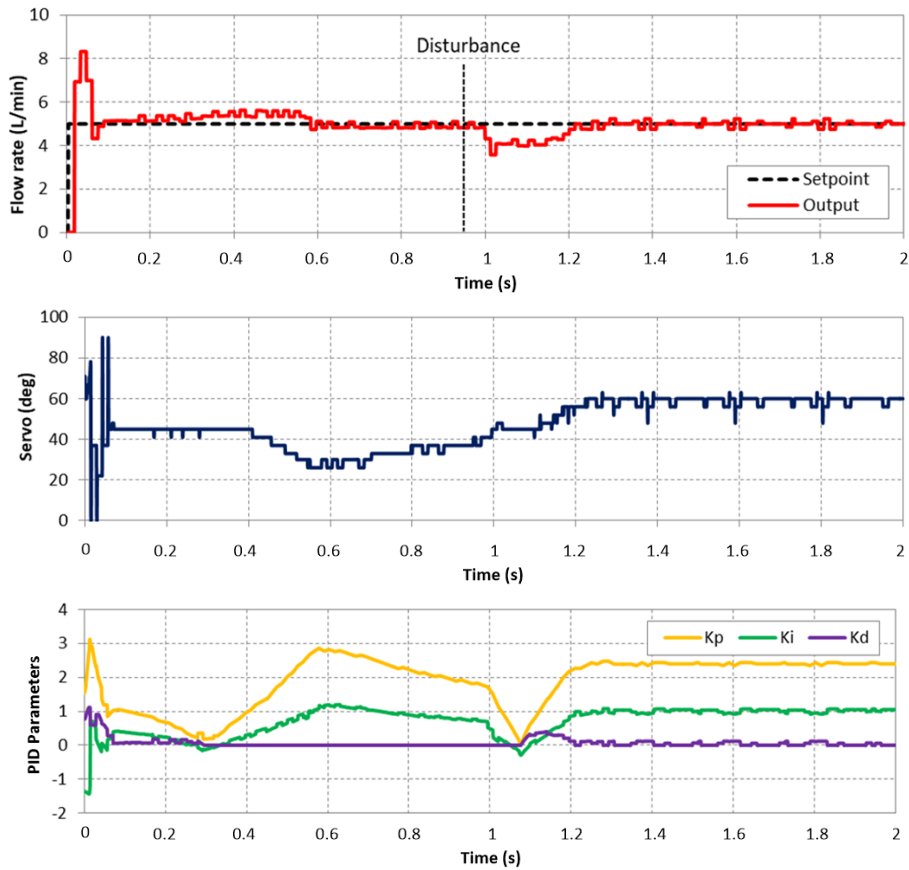 10
8
6
4
2
0
Flow rate (L/min)
Disturbance
Setpoint
Output
0 0.2 0.4 0.6 0.8 1 1.2 1.4 1.6 1.8 2
Time (s)
100
80
60
40
20
0
Servo (deg)
0 0.2 0.4 0.6 0.8 1 1.2 1.4 1.6 1.8 2
Time (s)
4
3
2
1
0
-1
-2
PID Parameters
Kp Ki Kd
0 0.2 0.4 0.6 0.8 1 1.2 1.4 1.6 1.8 2
Time (s)